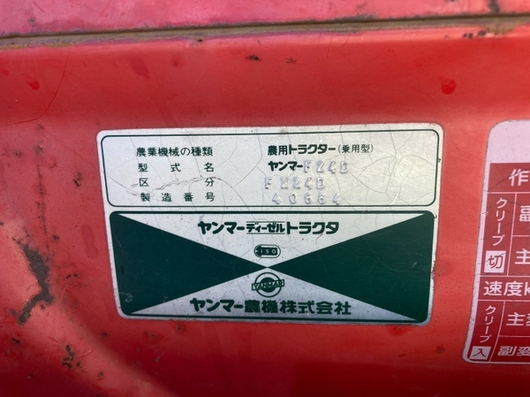 農業機械の種類 農用トラクター(乗用型)
型式名 ヤンマーF24D
区分 FX24D
製造番号 40684
ヤンマーディーゼルトラクタ
ISO
YANMAR
ヤンマー農機株式会社
作
クリープ 副
切 主
速度k
クリープ 主変
入 副変